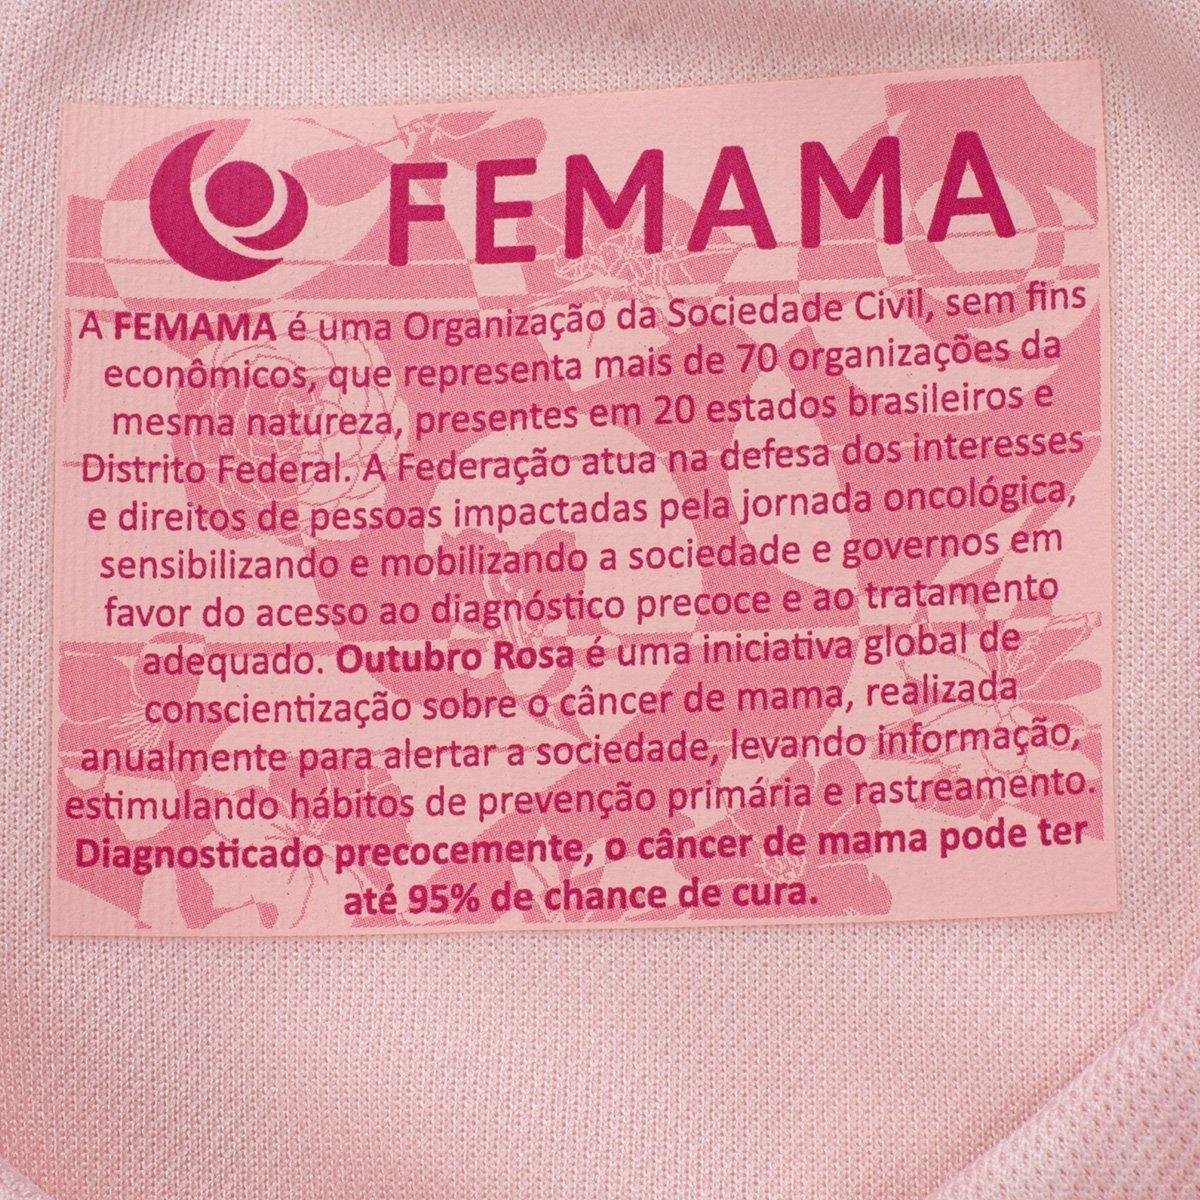 FEMAMA
A FEMAMA é uma Organização da Sociedade Civil, sem fins
econômicos, que representa mais de 70 organizações da
mesma natureza, presentes em 20 estados brasileiros e
Distrito Federal. A Federação atua na defesa dos interesses
e direitos de pessoas impactadas pela jornada oncológica,
sensibilizando e mobilizando a sociedade e governos em
favor do acesso ao diagnóstico precoce e ao tratamento
adequado. Outubro Rosa é uma iniciativa global de
conscientização sobre o câncer de mama, realizada
anualmente para alertar a sociedade, levando informação,
estimulando hábitos de prevenção primária e rastreamento.
Diagnosticado precocemente, o câncer de mama pode ter
até 95% de chance de cura.